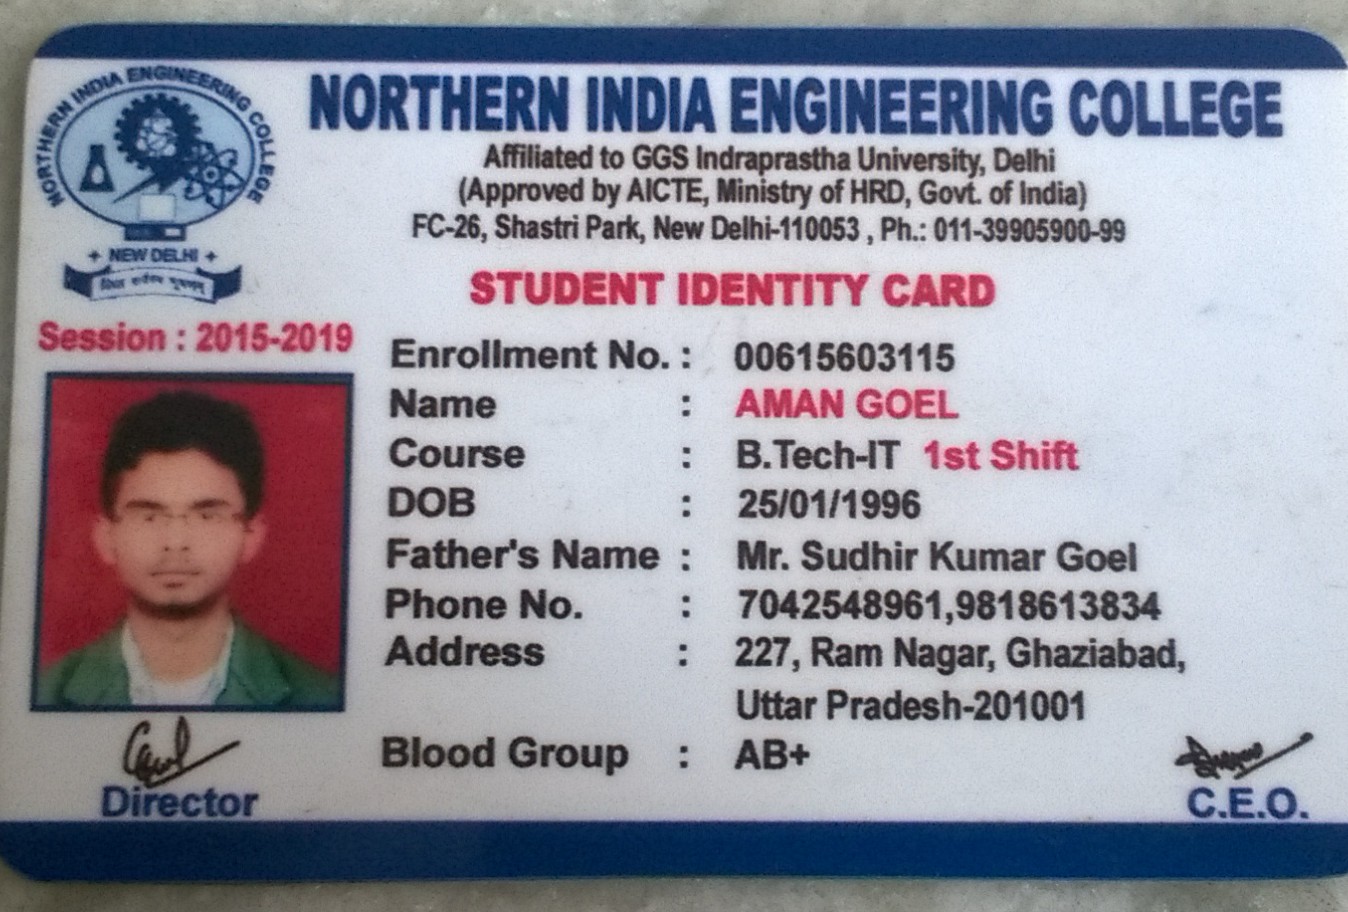 NORTHERN INDIA ENGINEERING COLLEGE
NEW DELHI
NORTHERN INDIA ENGINEERING COLLEGE
Affiliated to GGS Indraprastha University, Delhi
(Approved by AICTE, Ministry of HRD, Govt. of India)
FC-26, Shastri Park, New Delhi-110053 , Ph.: 011-39905900-99
STUDENT IDENTITY CARD
Session : 2015-2019
Enrollment No. : 00615603115
Name : AMAN GOEL
Course : B.Tech-IT 1st Shift
DOB : 25/01/1996
Father's Name : Mr. Sudhir Kumar Goel
Phone No. : 7042548961,9818613834
Address : 227, Ram Nagar, Ghaziabad,
Uttar Pradesh-201001
Blood Group : AB+
Director
C.E.O.